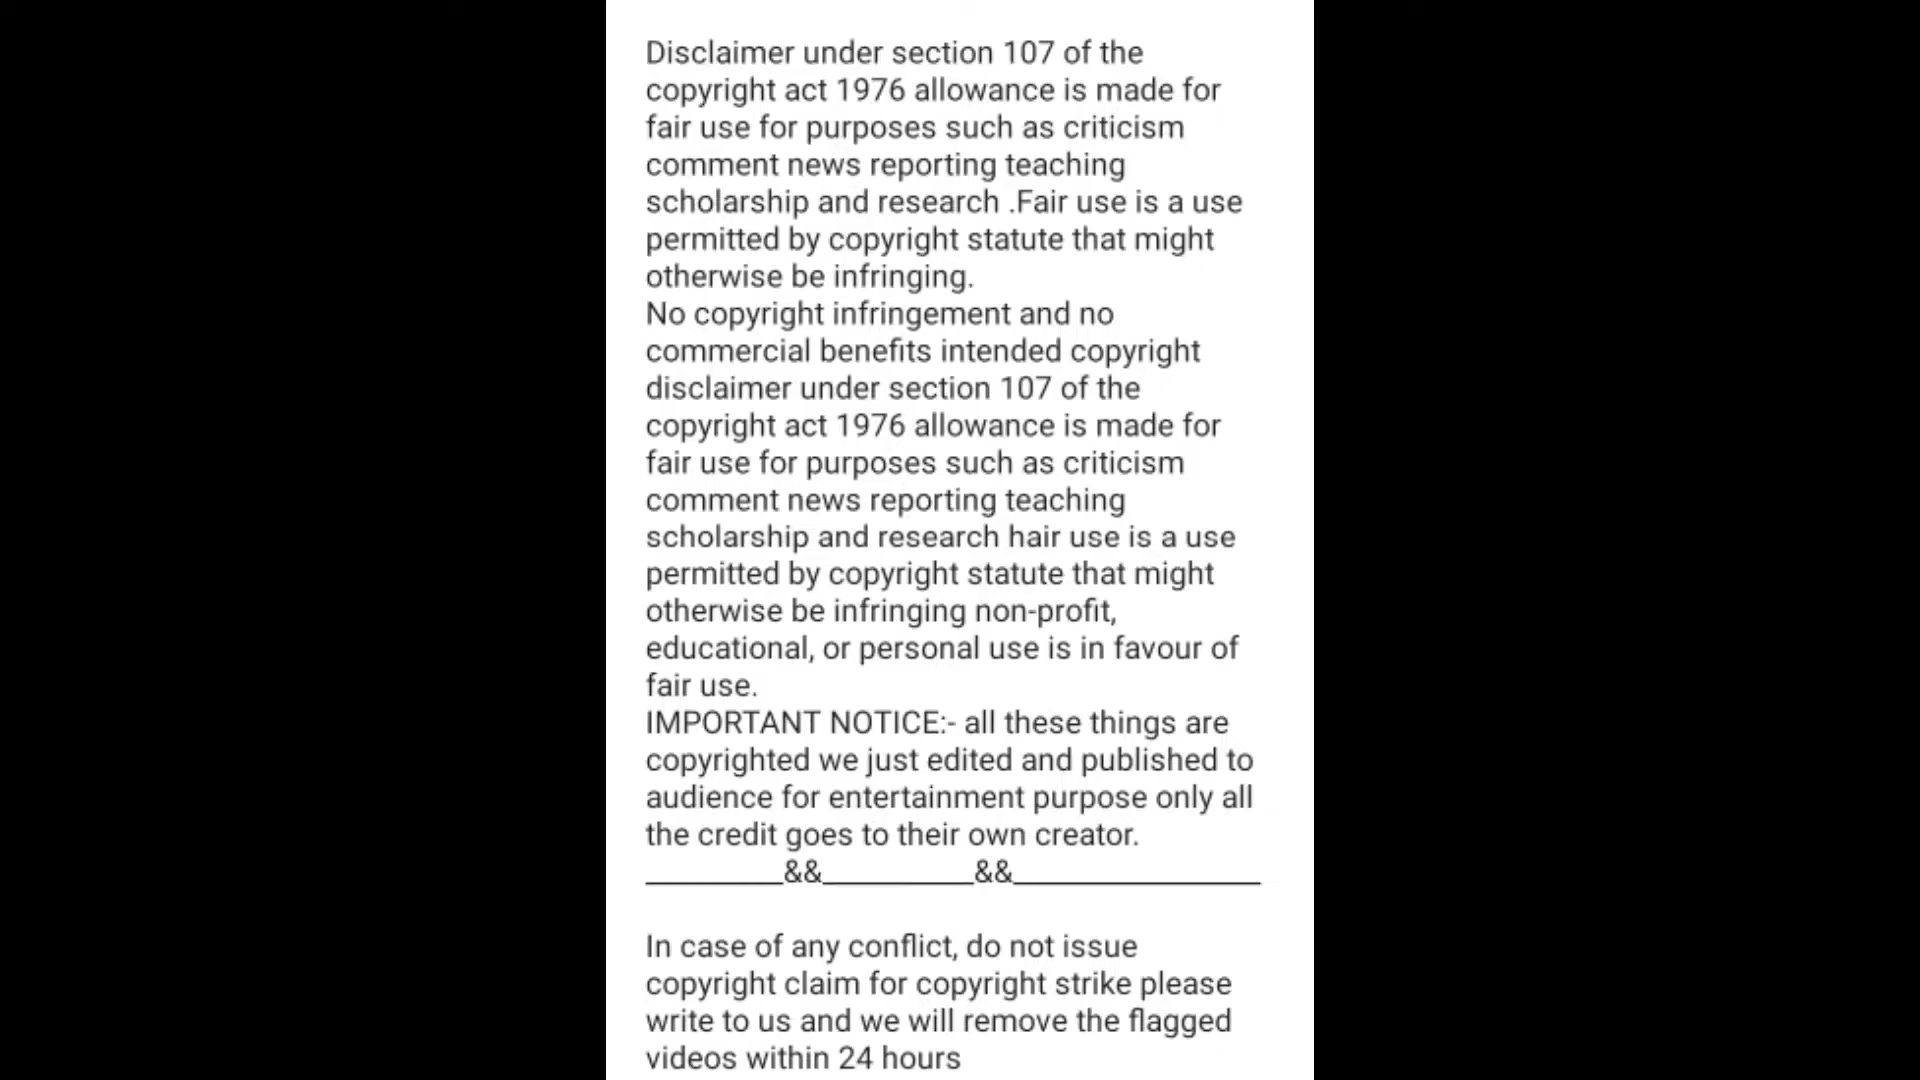 Disclaimer under section 107 of the
copyright act 1976 allowance is made for
fair use for purposes such as criticism
comment news reporting teaching
scholarship and research .Fair use is a use
permitted by copyright statute that might
otherwise be infringing.
No copyright infringement and no
commercial benefits intended copyright
disclaimer under section 107 of the
copyright act 1976 allowance is made for
fair use for purposes such as criticism
comment news reporting teaching
scholarship and research hair use is a use
permitted by copyright statute that might
otherwise be infringing non-profit,
educational, or personal use is in favour of
fair use.
IMPORTANT NOTICE:- all these things are
copyrighted we just edited and published to
audience for entertainment purpose only all
the credit goes to their own creator.
_________&&__________&&________________
In case of any conflict, do not issue
copyright claim for copyright strike please
write to us and we will remove the flagged
videos within 24 hours